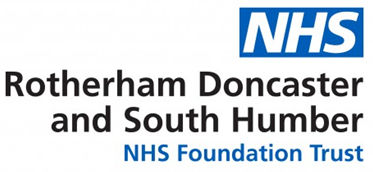 NHS
Rotherham Doncaster
and South Humber
NHS Foundation Trust